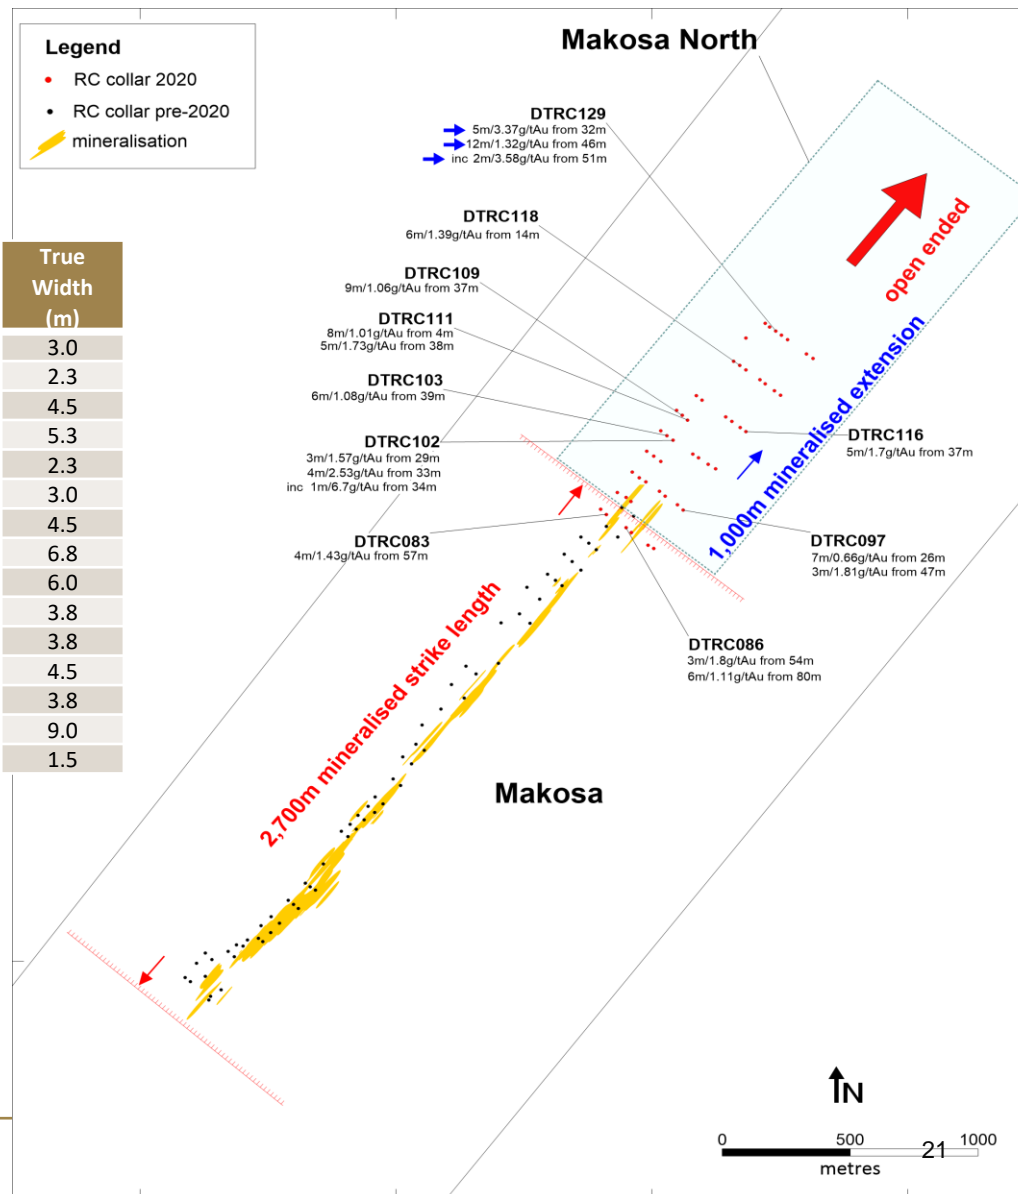 Makosa North
Legend
RC collar 2020
RC collar pre-2020
mineralisation
DTRC129
5m/3.37g/tAu from 32m
12m/1.32g/tAu from 46m
inc 2m/3.58g/tAu from 51m
DTRC118
6m/1.39g/tAu from 14m
DTRC109
9m/1.06g/tAu from 37m
DTRC111
8m/1.01g/tAu from 4m
5m/1.73g/tAu from 38m
DTRC103
6m/1.08g/tAu from 39m
DTRC102
3m/1.57g/tAu from 29m
4m/2.53g/tAu from 33m
inc 1m/6.7g/tAu from 34m
DTRC083
4m/1.43g/tAu from 57m
open ended
1,000m mineralised extension
DTRC116
5m/1.7g/tAu from 37m
DTRC097
7m/0.66g/tAu from 26m
3m/1.81g/tAu from 47m
DTRC086
3m/1.8g/tAu from 54m
6m/1.11g/tAu from 80m
True
Width
(m)
3.0
2.3
4.5
5.3
2.3
3.0
4.5
6.8
6.0
3.8
3.8
4.5
3.8
9.0
1.5
2,700m mineralised strike length
Makosa
N
0 500 1000
metres
21